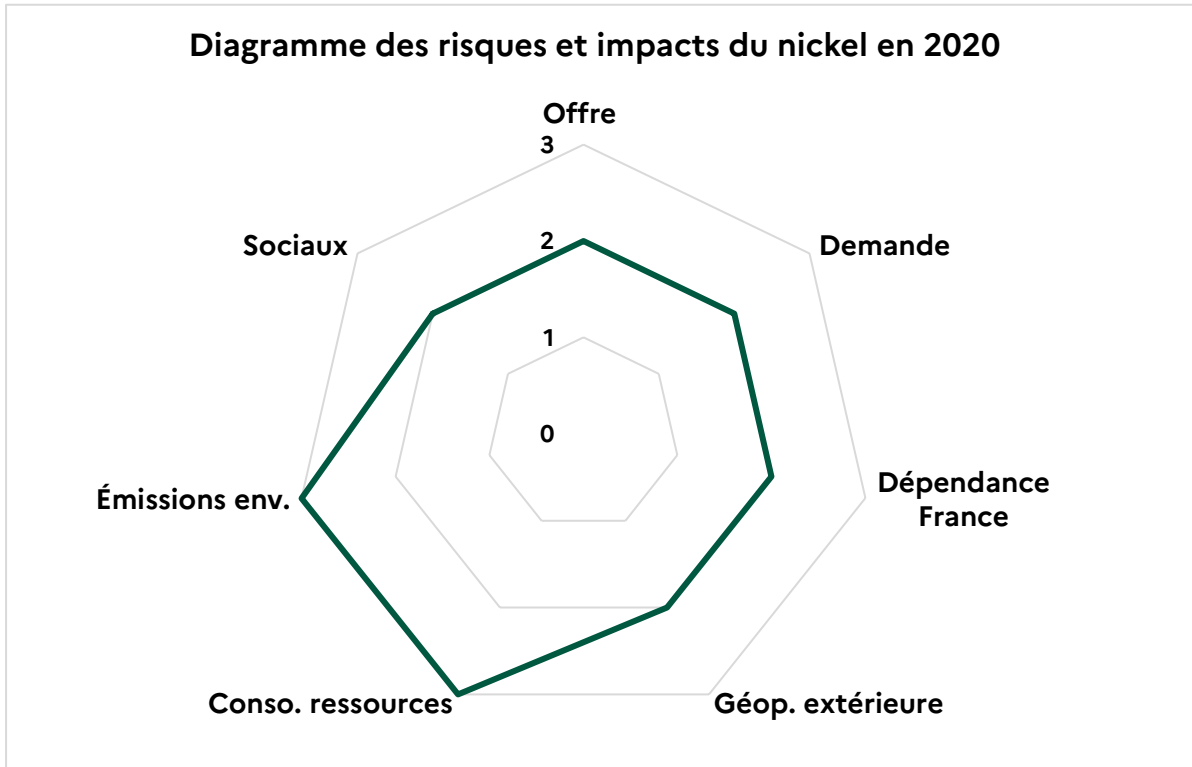 Diagramme des risques et impacts du nickel en 2020
Offre
3
Sociaux
2
Demande
1
0
Dépendance
France
Émissions env.
Conso. ressources
Géop. extérieure